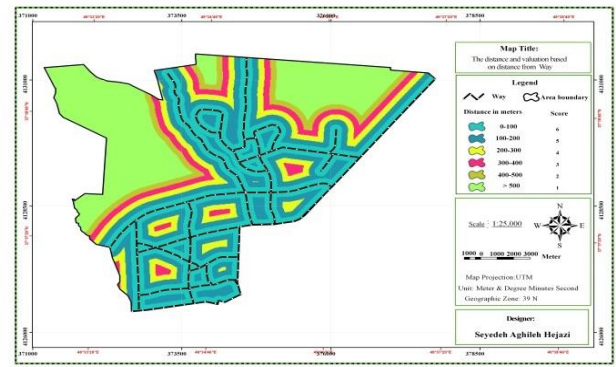 371000 373500 376000 378500
Map Title:
The distance and valuation based
on distance from Way
Legend
Way Area boundary
Distance in meters Score
0-100 6
100-200 5
200-300 4
300-400 3
400-500 2
> 500 1
Scale : 1:25.000
N
W E
S
1000 0 1000 2000 3000 Meter
Map Projection:UTM
Unit: Meter & Degree Minutes Second
Geographic Zone: 39 N
Designer:
Seyedeh Aghileh Hejazi
371000 373500 376000 378500